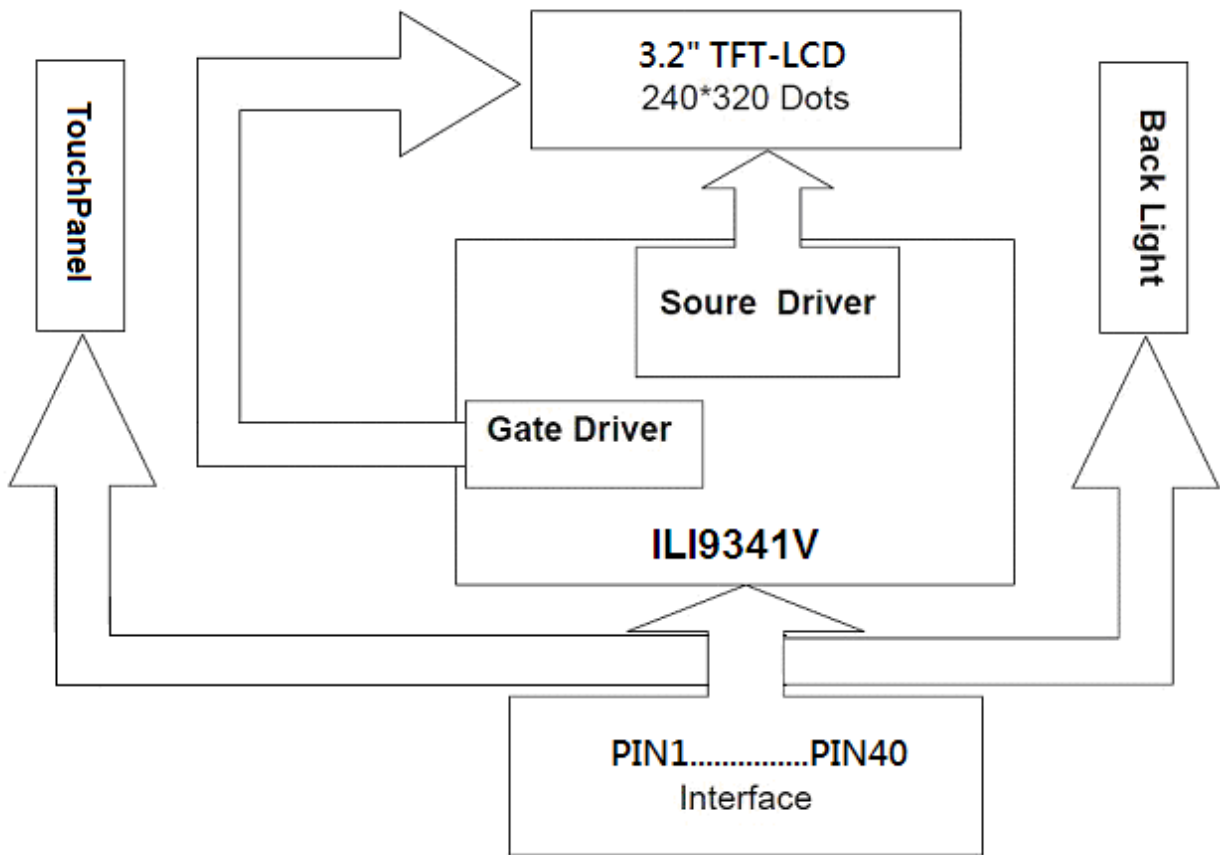 3.2" TFT-LCD
240*320 Dots
TouchPanel
Back Light
Soure Driver
Gate Driver
ILI9341V
PIN1...............PIN40
Interface